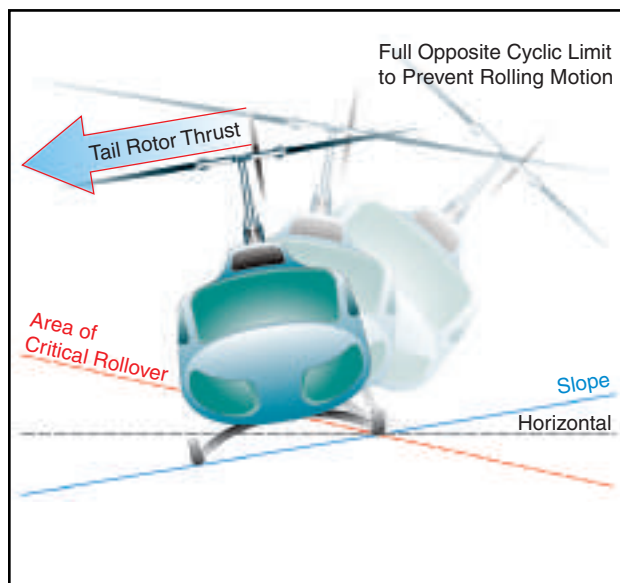 Full Opposite Cyclic Limit
to Prevent Rolling Motion
Tail Rotor Thrust
Area of
Critical Rollover
Slope
Horizontal